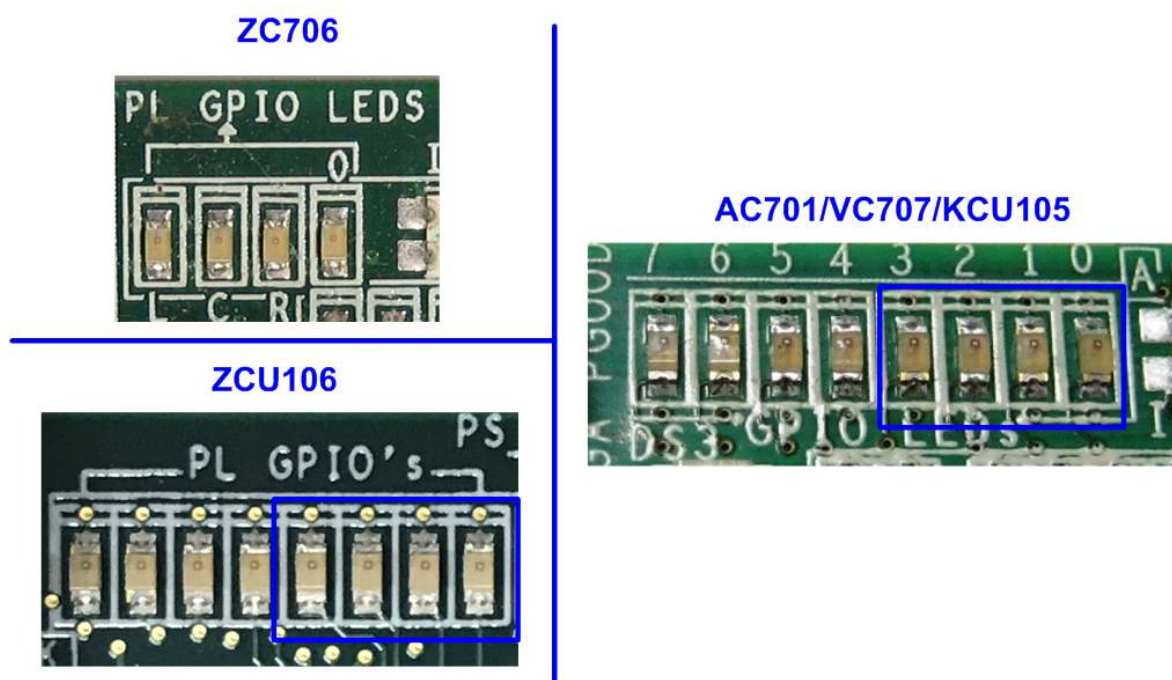 ZC706
PL GPIO LEDS
0
L C R
ZCU106
PS
PL GPIO's
AC701/VC707/KCU105
7 6 5 4 3 2 1 0
A
PGOOD
DS3 GPIO LEDs